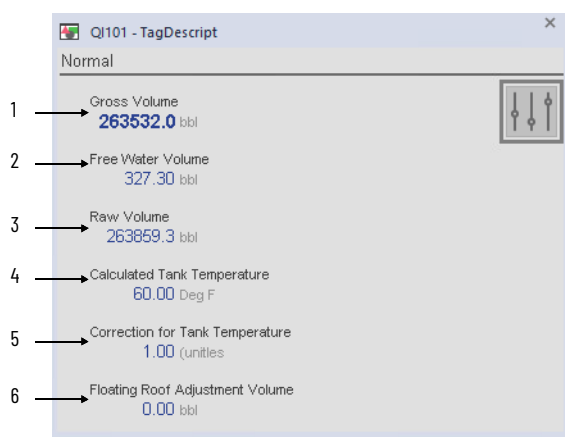 QI101 - TagDescript
Normal
1
Gross Volume
263532.0 bbl
2
Free Water Volume
327.30 bbl
3
Raw Volume
263859.3 bbl
4
Calculated Tank Temperature
60.00 Deg F
5
Correction for Tank Temperature
1.00 (unitles
6
Floating Roof Adjustment Volume
0.00 bbl